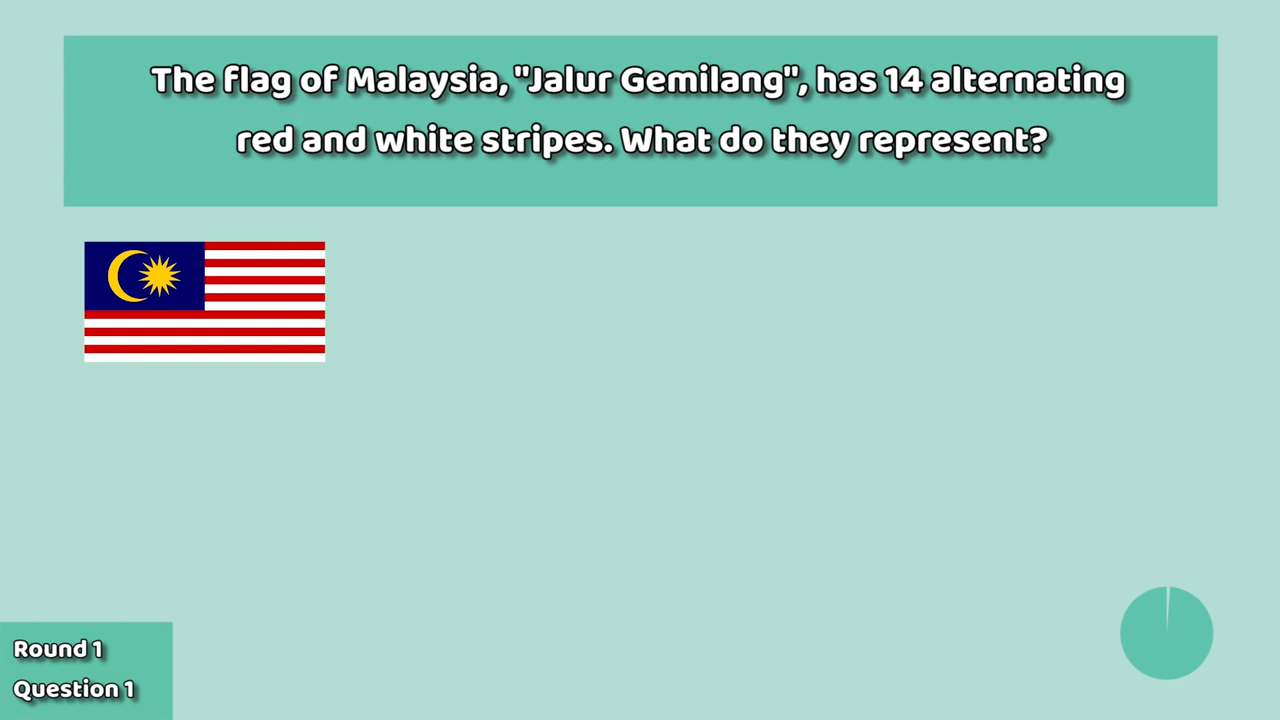 The flag of Malaysia, "Jalur Gemilang", has 14 alternating
red and white stripes. What do they represent?
Round 1
Question 1